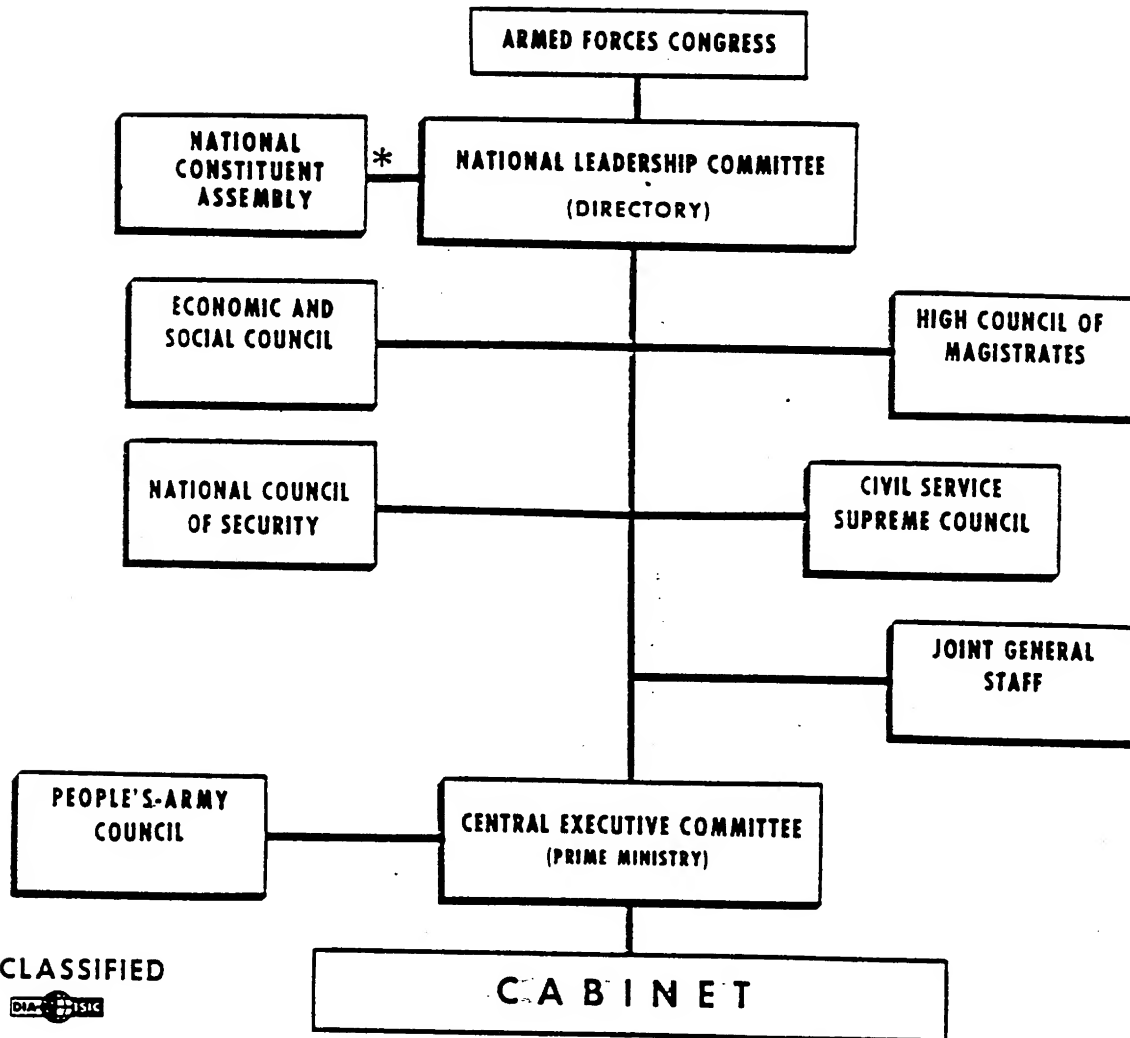 ARMED FORCES CONGRESS
NATIONAL
CONSTITUENT
ASSEMBLY
*
NATIONAL LEADERSHIP COMMITTEE
(DIRECTORY)
ECONOMIC AND
SOCIAL COUNCIL
HIGH COUNCIL OF
MAGISTRATES
NATIONAL COUNCIL
OF SECURITY
CIVIL SERVICE
SUPREME COUNCIL
JOINT GENERAL
STAFF
PEOPLE'S-ARMY
COUNCIL
CENTRAL EXECUTIVE COMMITTEE
(PRIME MINISTRY)
CLASSIFIED
DIA ISIC
CABINET